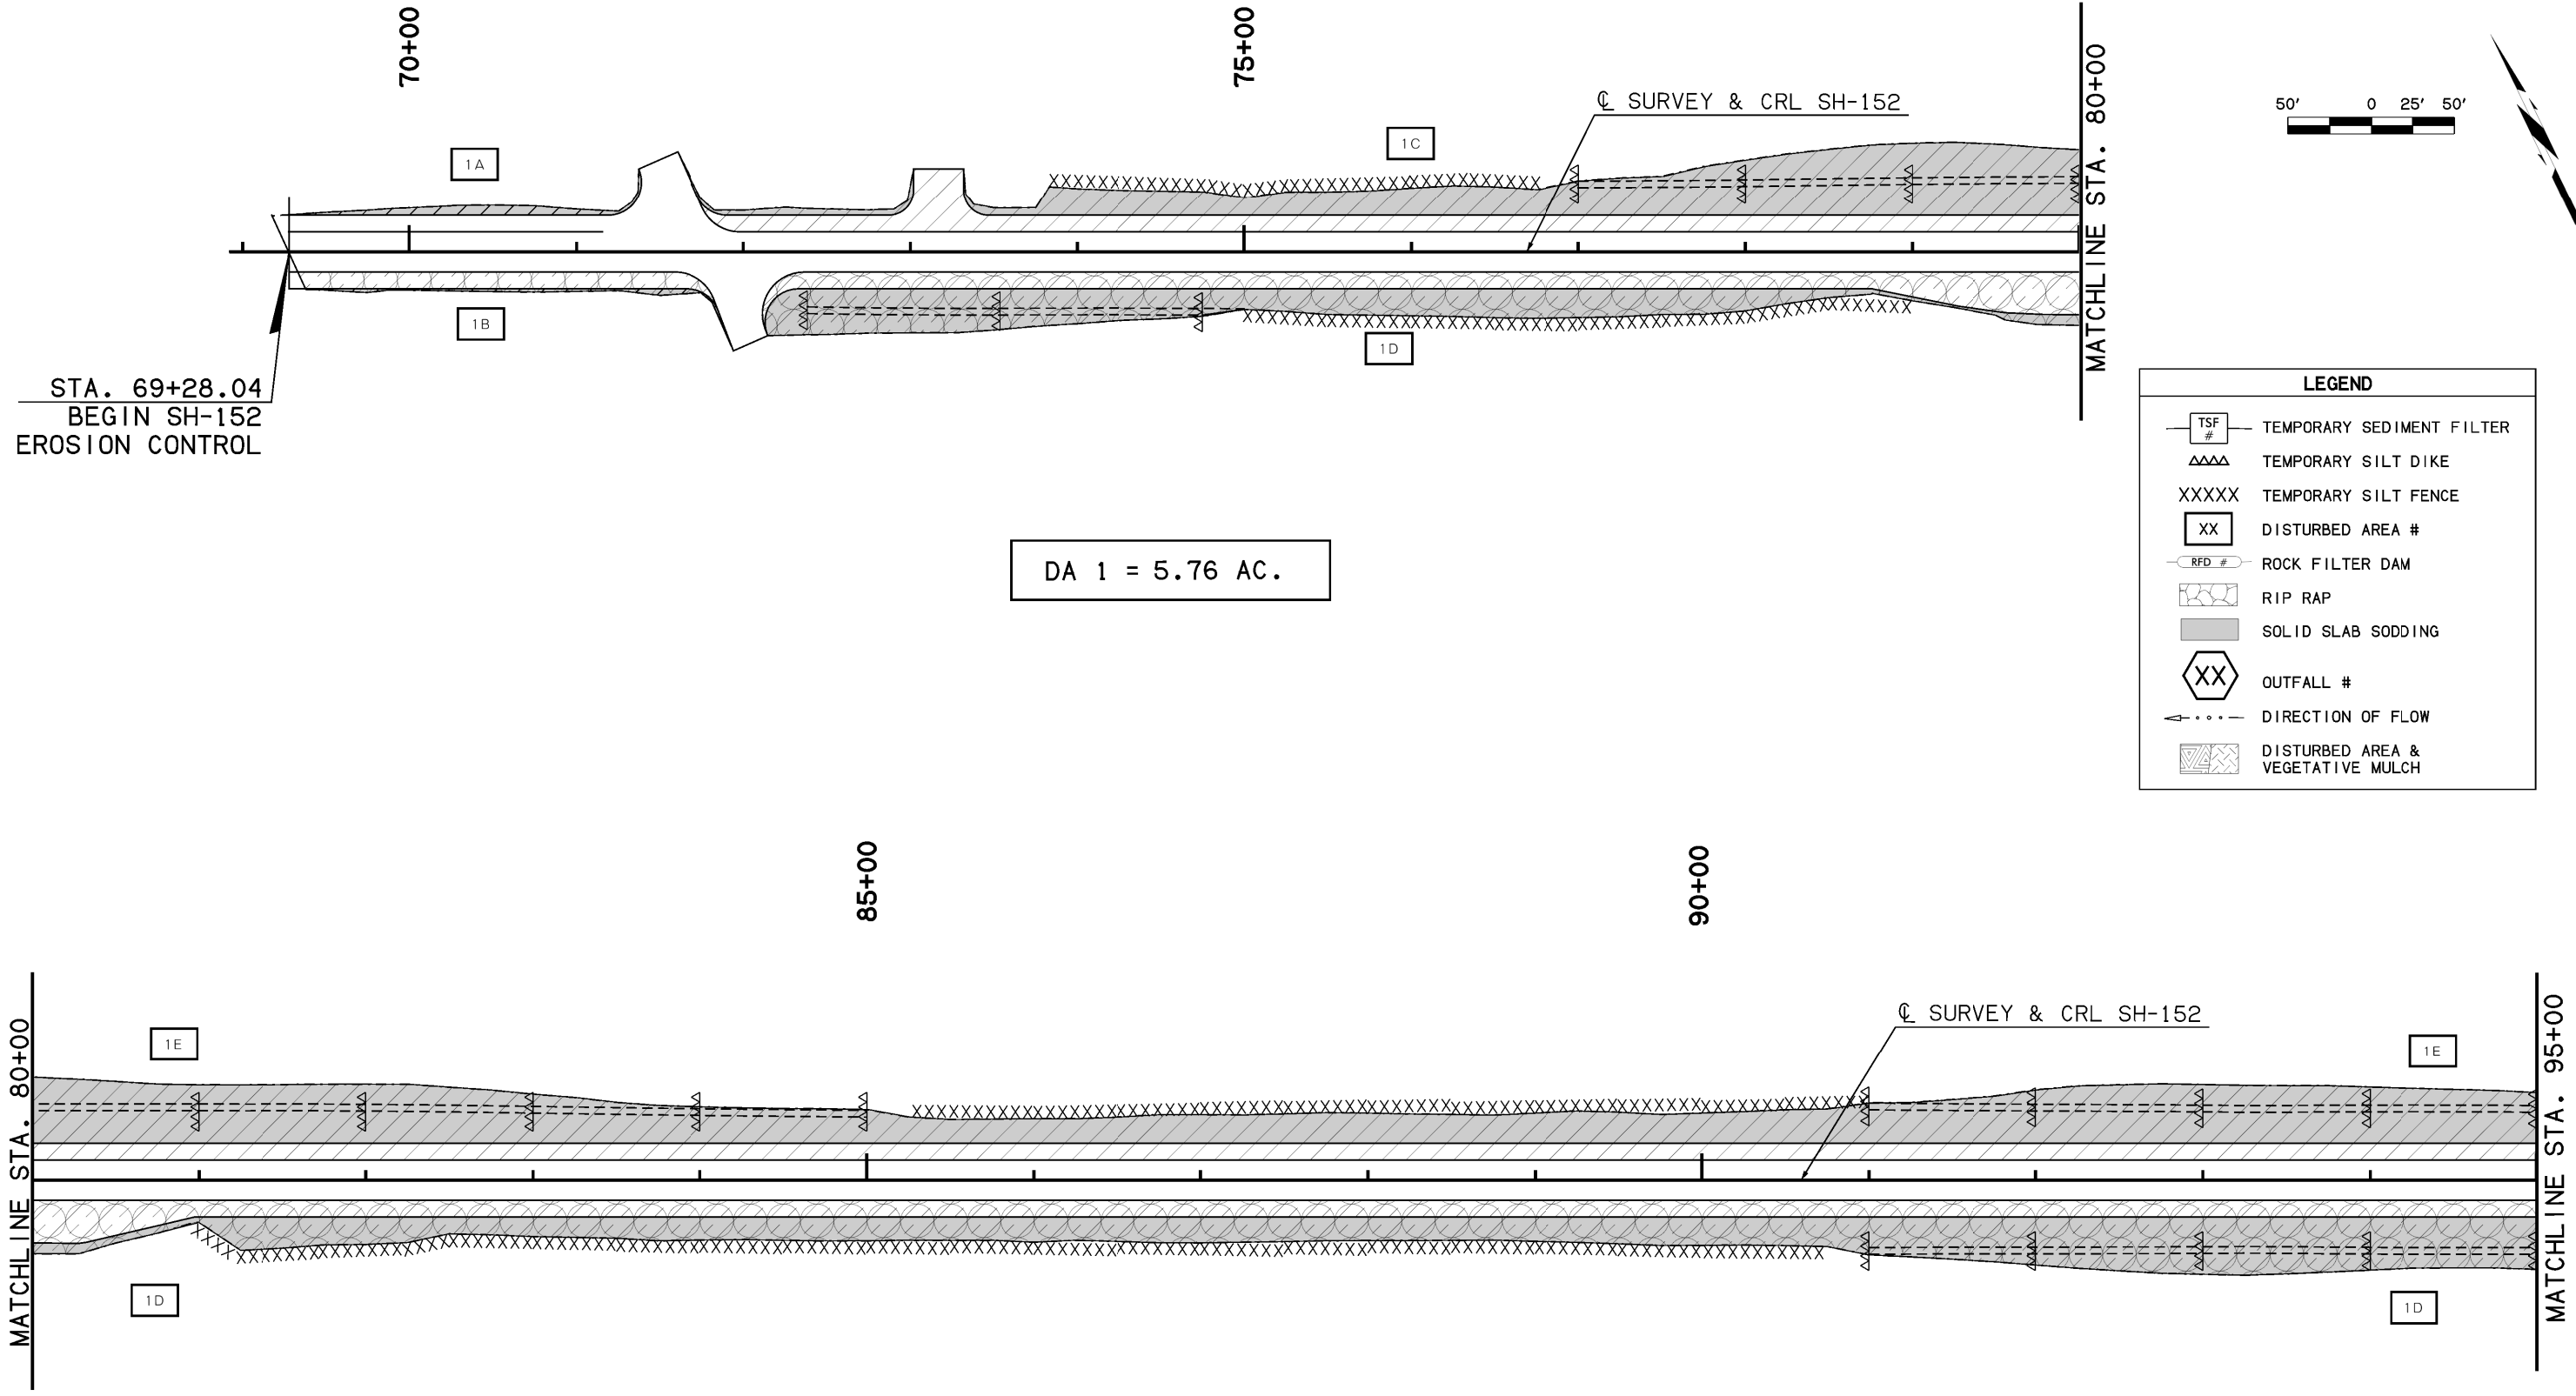 70+00
75+00
℄ SURVEY & CRL SH-152
MATCHLINE STA. 80+00
50' 0 25' 50'
1A
1C
1B
1D
STA. 69+28.04
BEGIN SH-152
EROSION CONTROL
DA 1 = 5.76 AC.
LEGEND
TSF # TEMPORARY SEDIMENT FILTER
TEMPORARY SILT DIKE
XXXXX TEMPORARY SILT FENCE
XX DISTURBED AREA #
RFD # ROCK FILTER DAM
RIP RAP
SOLID SLAB SODDING
XX OUTFALL #
DIRECTION OF FLOW
DISTURBED AREA &
VEGETATIVE MULCH
85+00
90+00
MATCHLINE STA. 80+00
1E
℄ SURVEY & CRL SH-152
1E
MATCHLINE STA. 95+00
1D
1D